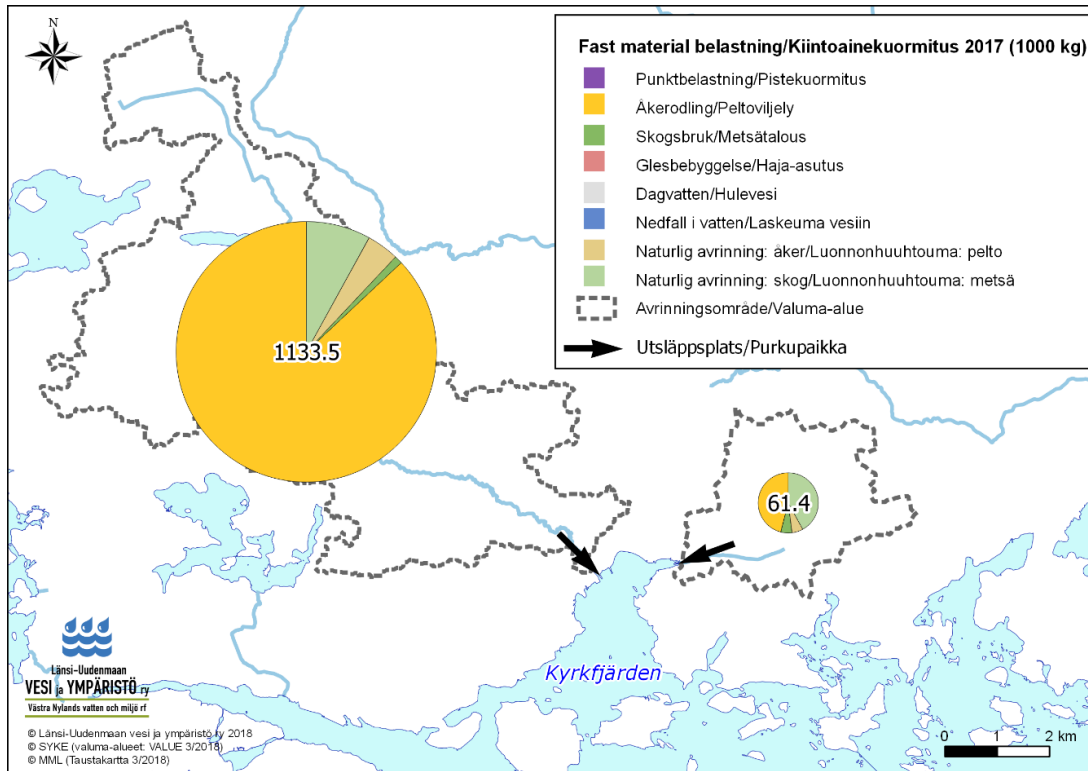 N
Fast material belastning/Kiintoainekuormitus 2017 (1000 kg)
Punktbelastning/Pistekuormitus
Åkerodling/Peltoviljely
Skogsbruk/Metsätalous
Glesbebyggelse/Haja-asutus
Dagvatten/Hulevesi
Nedfall i vatten/Laskeuma vesiin
Naturlig avrinning: åker/Luonnonhuuhtouma: pelto
Naturlig avrinning: skog/Luonnonhuuhtouma: metsä
Avrinningsområde/Valuma-alue
Utsläppsplats/Purkupaikka
1133.5
61.4
Kyrkfjärden
Länsi-Uudenmaan
VESI ja YMPÄRISTÖ ry
Västra Nylands vatten och miljö rf
© Länsi-Uudenmaan vesi ja ympäristö ry 2018
© SYKE (valuma-alueet: VALUE 3/2018)
© MML (Taustakartta 3/2018)
0 1 2 km